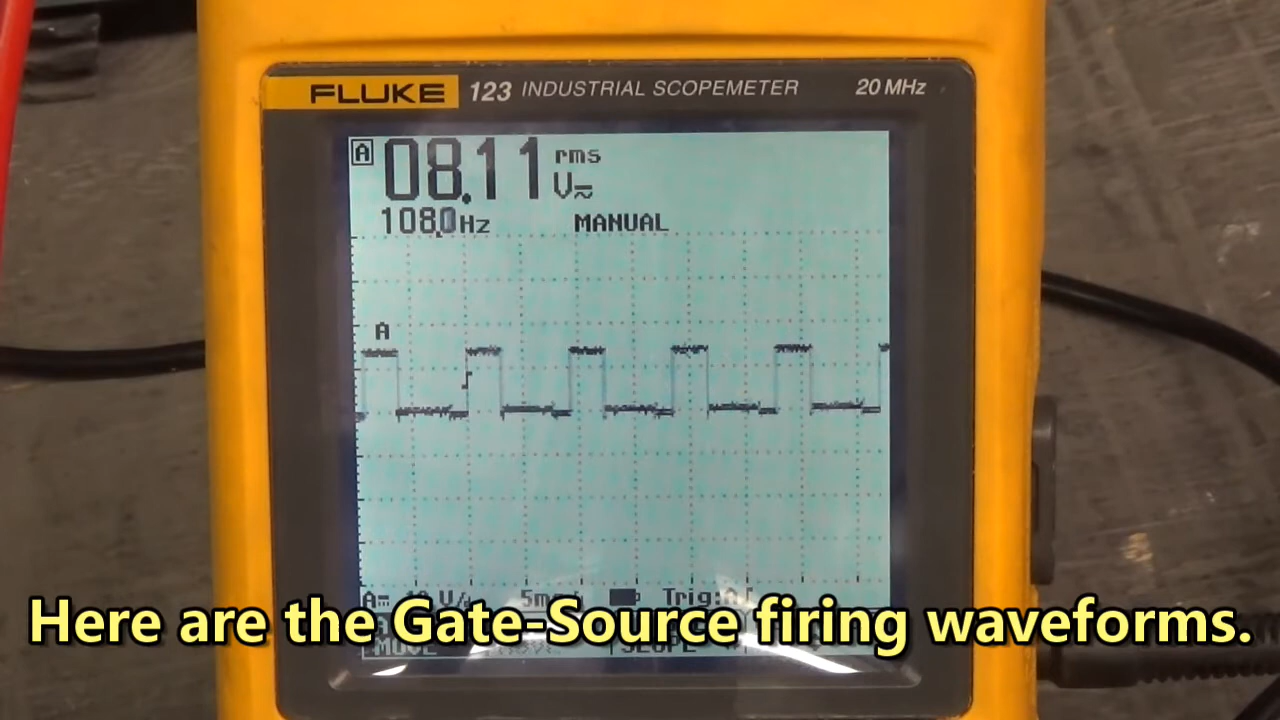 FLUKE 123 INDUSTRIAL SCOPEMETER 20 MHz
A 08.11 rms
V
108.0Hz MANUAL
A
Trig:
Here are the Gate-Source firing waveforms.